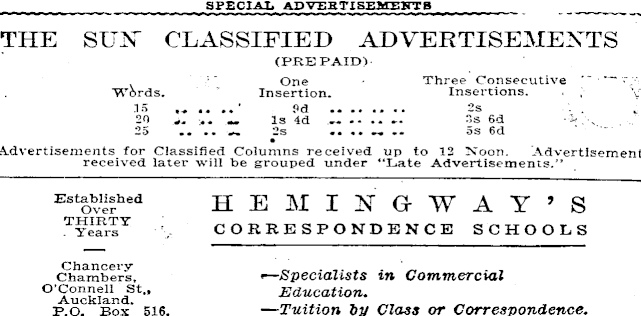 SPECIAL ADVERTISEMENTS
THE SUN CLASSIFIED ADVERTISEMENTS
(PREPAID)
Words. One Insertion. Three Consecutive Insertions.
15 .. .. .. 9d .. .. .. .. 2s
20 .. .. .. 1s 4d .. .. .. .. 3s 6d
25 .. .. .. 2s .. .. .. .. 5s 6d
Advertisements for Classified Columns received up to 12 Noon. Advertisement
received later will be grouped under "Late Advertisements."
Established
Over
THIRTY
Years
Chancery
Chambers,
O'Connell St.,
Auckland.
P.O. Box 516.
HEMINGWAY'S
CORRESPONDENCE SCHOOLS
—Specialists in Commercial
Education.
—Tuition by Class or Correspondence.